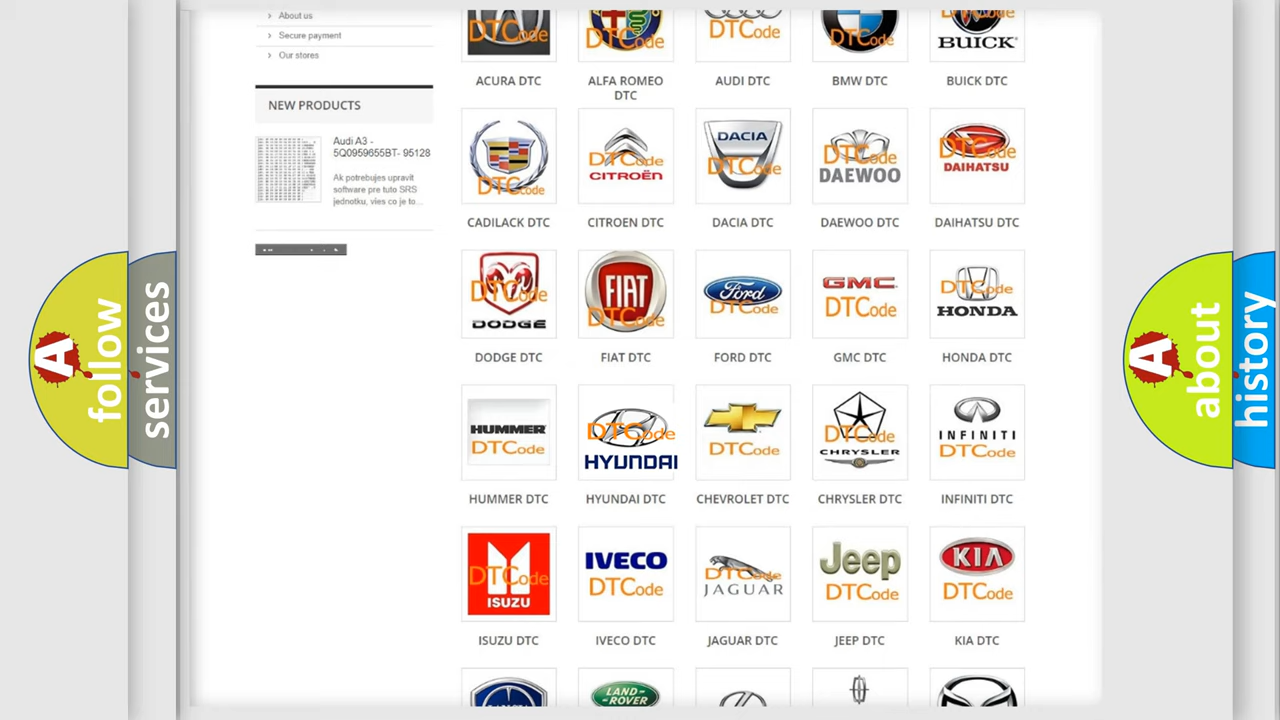 About us
Secure payment
Our stores
NEW PRODUCTS
Audi A3 -
5Q0959655BT- 95128
Ak potrebujes upravit
software pre tuto SRS
jednotku, vies co je to...
DTCode
DTCode
DTCode
DTCode
BUICK
ACURA DTC
ALFA ROMEO
DTC
AUDI DTC
BMW DTC
BUICK DTC
DTCode
DTCode
CITROËN
DACIA
DTCode
DTCode
DAEWOO
DTCode
DAIHATSU
CADILACK DTC
CITROEN DTC
DACIA DTC
DAEWOO DTC
DAIHATSU DTC
DTCode
DODGE
FIAT
DTCode
Ford
DTCode
GMC
DTCode
DTCode
HONDA
DODGE DTC
FIAT DTC
FORD DTC
GMC DTC
HONDA DTC
HUMMER
DTCode
DTCode
HYUNDAI
DTCode
DTCode
CHRYSLER
INFINITI
DTCode
HUMMER DTC
HYUNDAI DTC
CHEVROLET DTC
CHRYSLER DTC
INFINITI DTC
DTCode
ISUZU
IVECO
DTCode
DTCode
JAGUAR
Jeep
DTCode
KIA
DTCode
ISUZU DTC
IVECO DTC
JAGUAR DTC
JEEP DTC
KIA DTC
LAND-
ROVER
A
follow
services
A
about
history